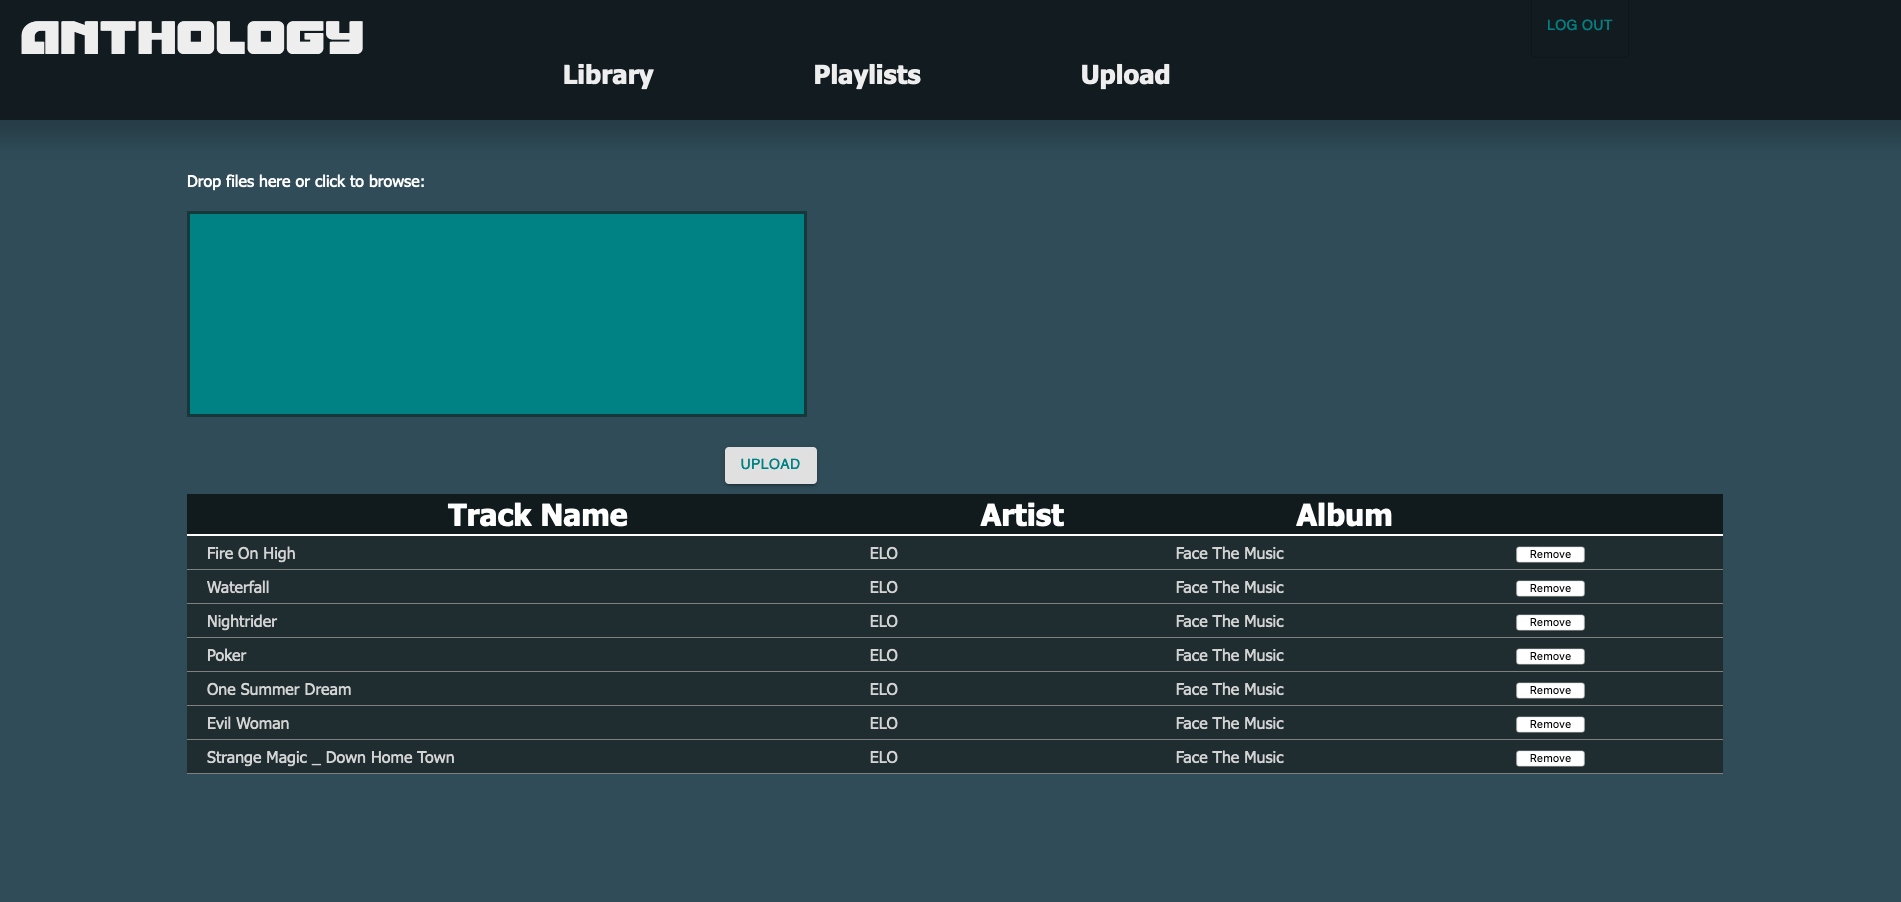 ANTHOLOGY
LOG OUT
Library Playlists Upload
Drop files here or click to browse:
UPLOAD
Track Name Artist Album
Fire On High ELO Face The Music Remove
Waterfall ELO Face The Music Remove
Nightrider ELO Face The Music Remove
Poker ELO Face The Music Remove
One Summer Dream ELO Face The Music Remove
Evil Woman ELO Face The Music Remove
Strange Magic _ Down Home Town ELO Face The Music Remove